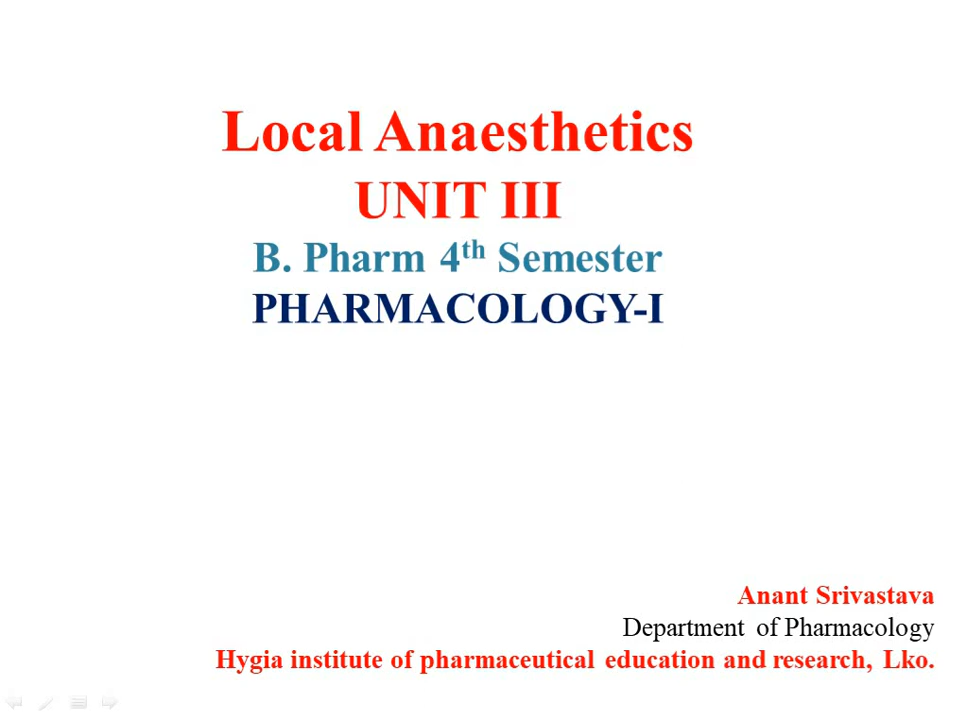 Local Anaesthetics
UNIT III
B. Pharm 4th Semester
PHARMACOLOGY-I
Anant Srivastava
Department of Pharmacology
Hygia institute of pharmaceutical education and research, Lko.